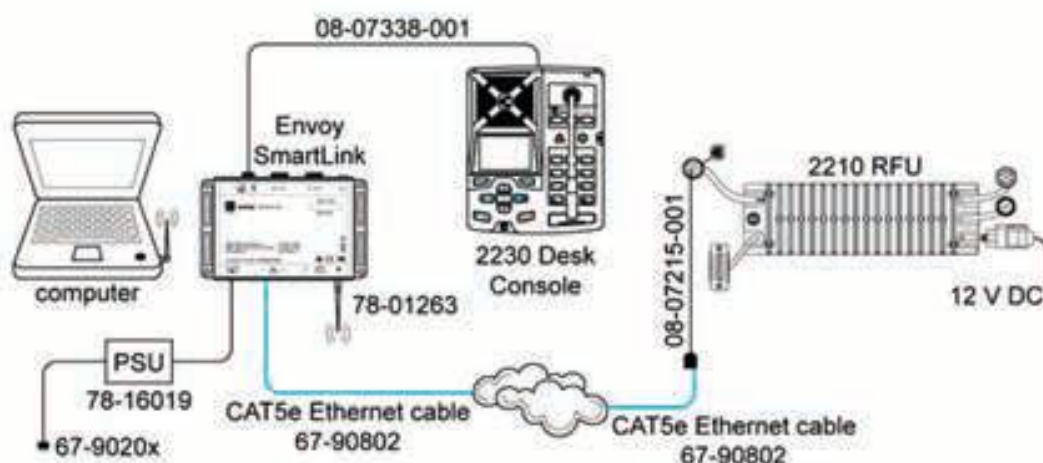 08-07338-001
Envoy
SmartLink
2210 RFU
08-07215-001
2230 Desk
Console
computer
78-01263
12 V DC
PSU
78-16019
CAT5e Ethernet cable
67-90802
CAT5e Ethernet cable
67-90802
67-9020x